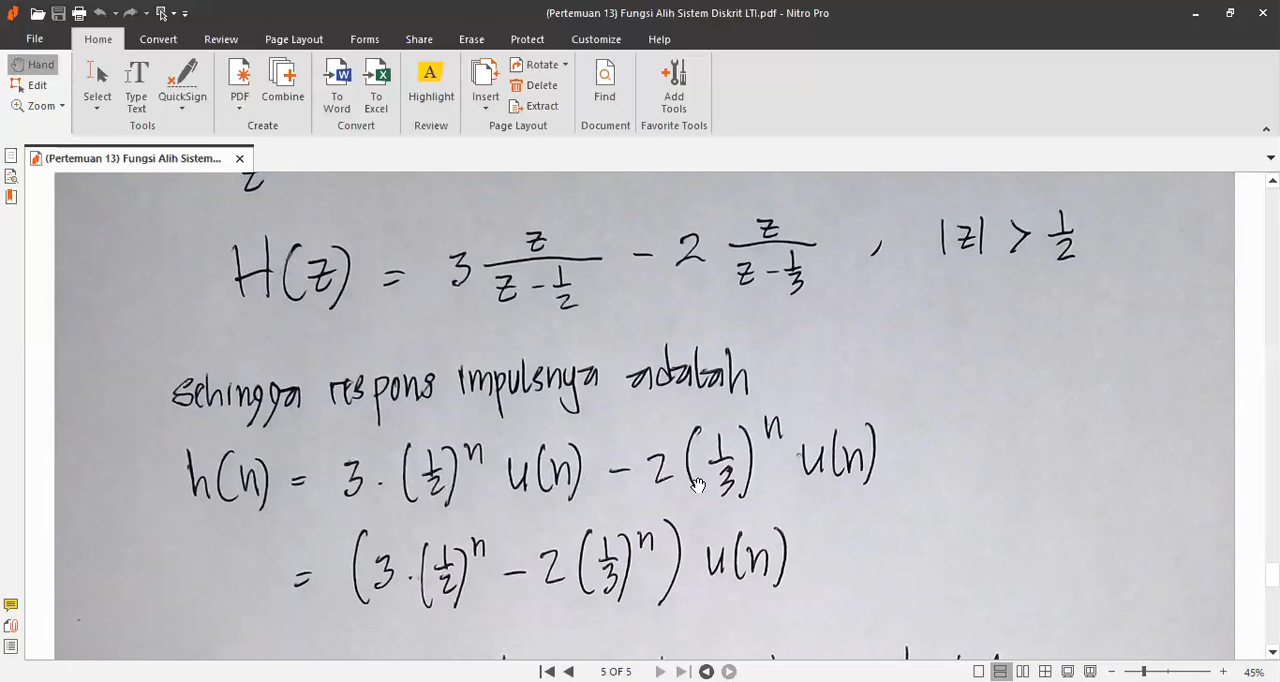 (Pertemuan 13) Fungsi Alih Sistem Diskrit LTI.pdf - Nitro Pro
File Home Convert Review Page Layout Forms Share Erase Protect Customize Help
Hand
Edit
Zoom
Select
Type Text
QuickSign
Tools
PDF
Combine
Create
To Word
To Excel
Convert
A
Highlight
Review
Insert
Rotate
Delete
Extract
Page Layout
Find
Document
Add Tools
Favorite Tools
(Pertemuan 13) Fungsi Alih Sistem...
z
H(z) = 3 z/(z - 1/2) - 2 z/(z - 1/3) , |z| > 1/2
sehingga respons impulsnya adalah
h(n) = 3 . (1/2)^n u(n) - 2 (1/3)^n u(n)
= (3 . (1/2)^n - 2 (1/3)^n) u(n)
5 OF 5
45%